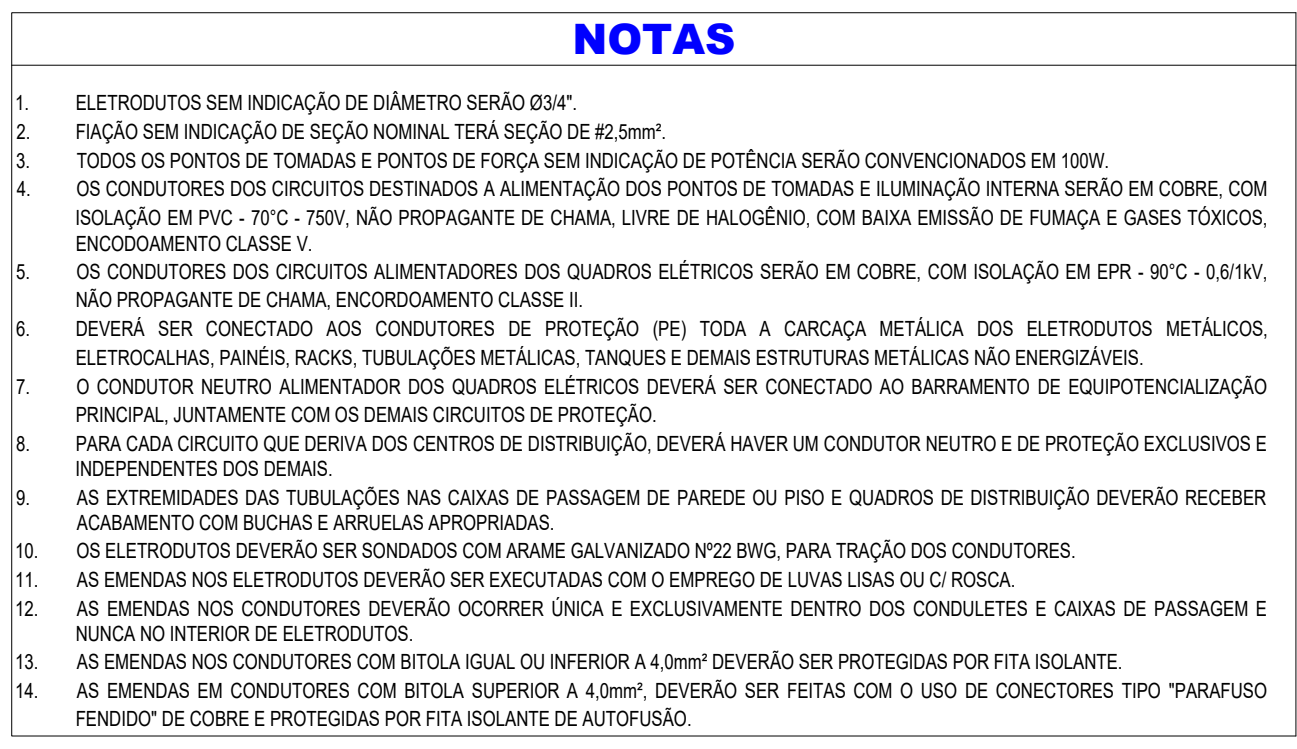 NOTAS
1. ELETRODUTOS SEM INDICAÇÃO DE DIÂMETRO SERÃO Ø3/4".
2. FIAÇÃO SEM INDICAÇÃO DE SEÇÃO NOMINAL TERÁ SEÇÃO DE #2,5mm².
3. TODOS OS PONTOS DE TOMADAS E PONTOS DE FORÇA SEM INDICAÇÃO DE POTÊNCIA SERÃO CONVENCIONADOS EM 100W.
4. OS CONDUTORES DOS CIRCUITOS DESTINADOS A ALIMENTAÇÃO DOS PONTOS DE TOMADAS E ILUMINAÇÃO INTERNA SERÃO EM COBRE, COM
ISOLAÇÃO EM PVC - 70°C - 750V, NÃO PROPAGANTE DE CHAMA, LIVRE DE HALOGÊNIO, COM BAIXA EMISSÃO DE FUMAÇA E GASES TÓXICOS,
ENCODOAMENTO CLASSE V.
5. OS CONDUTORES DOS CIRCUITOS ALIMENTADORES DOS QUADROS ELÉTRICOS SERÃO EM COBRE, COM ISOLAÇÃO EM EPR - 90°C - 0,6/1kV,
NÃO PROPAGANTE DE CHAMA, ENCORDOAMENTO CLASSE II.
6. DEVERÁ SER CONECTADO AOS CONDUTORES DE PROTEÇÃO (PE) TODA A CARCAÇA METÁLICA DOS ELETRODUTOS METÁLICOS,
ELETROCALHAS, PAINÉIS, RACKS, TUBULAÇÕES METÁLICAS, TANQUES E DEMAIS ESTRUTURAS METÁLICAS NÃO ENERGIZÁVEIS.
7. O CONDUTOR NEUTRO ALIMENTADOR DOS QUADROS ELÉTRICOS DEVERÁ SER CONECTADO AO BARRAMENTO DE EQUIPOTENCIALIZAÇÃO
PRINCIPAL, JUNTAMENTE COM OS DEMAIS CIRCUITOS DE PROTEÇÃO.
8. PARA CADA CIRCUITO QUE DERIVA DOS CENTROS DE DISTRIBUIÇÃO, DEVERÁ HAVER UM CONDUTOR NEUTRO E DE PROTEÇÃO EXCLUSIVOS E
INDEPENDENTES DOS DEMAIS.
9. AS EXTREMIDADES DAS TUBULAÇÕES NAS CAIXAS DE PASSAGEM DE PAREDE OU PISO E QUADROS DE DISTRIBUIÇÃO DEVERÃO RECEBER
ACABAMENTO COM BUCHAS E ARRUELAS APROPRIADAS.
10. OS ELETRODUTOS DEVERÃO SER SONDADOS COM ARAME GALVANIZADO Nº22 BWG, PARA TRAÇÃO DOS CONDUTORES.
11. AS EMENDAS NOS ELETRODUTOS DEVERÃO SER EXECUTADAS COM O EMPREGO DE LUVAS LISAS OU C/ ROSCA.
12. AS EMENDAS NOS CONDUTORES DEVERÃO OCORRER ÚNICA E EXCLUSIVAMENTE DENTRO DOS CONDULETES E CAIXAS DE PASSAGEM E
NUNCA NO INTERIOR DE ELETRODUTOS.
13. AS EMENDAS NOS CONDUTORES COM BITOLA IGUAL OU INFERIOR A 4,0mm² DEVERÃO SER PROTEGIDAS POR FITA ISOLANTE.
14. AS EMENDAS EM CONDUTORES COM BITOLA SUPERIOR A 4,0mm², DEVERÃO SER FEITAS COM O USO DE CONECTORES TIPO "PARAFUSO
FENDIDO" DE COBRE E PROTEGIDAS POR FITA ISOLANTE DE AUTOFUSÃO.